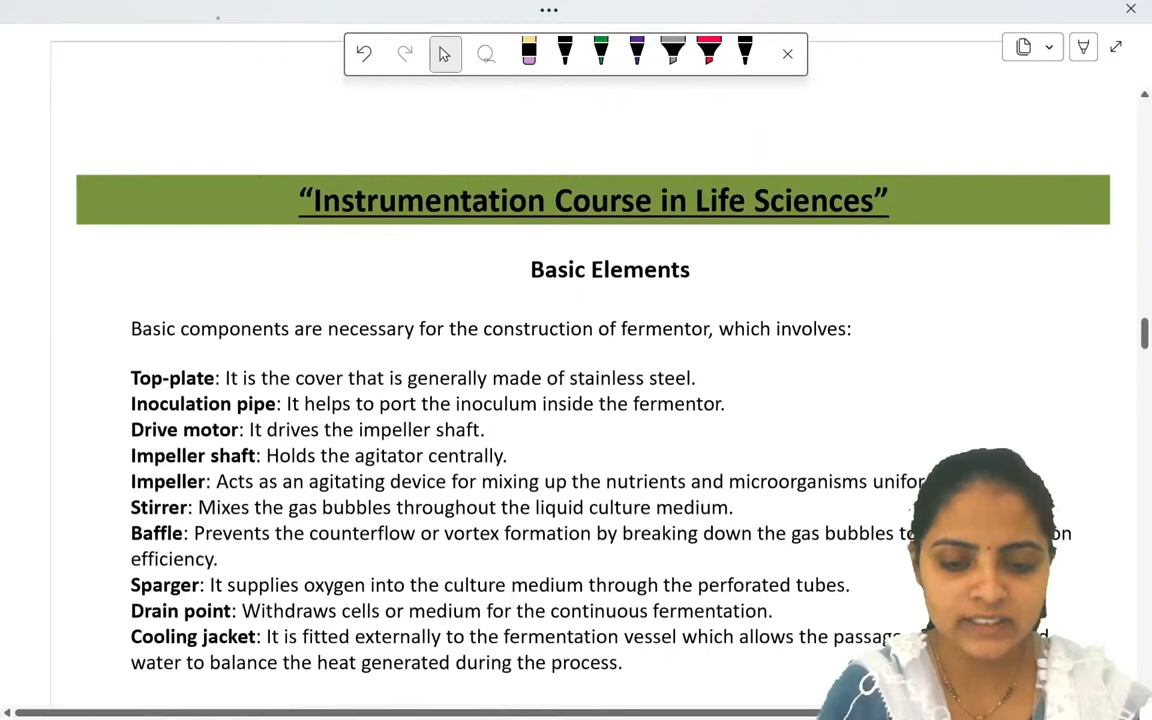 “Instrumentation Course in Life Sciences”
Basic Elements
Basic components are necessary for the construction of fermentor, which involves:
Top-plate: It is the cover that is generally made of stainless steel.
Inoculation pipe: It helps to port the inoculum inside the fermentor.
Drive motor: It drives the impeller shaft.
Impeller shaft: Holds the agitator centrally.
Impeller: Acts as an agitating device for mixing up the nutrients and microorganisms
Stirrer: Mixes the gas bubbles throughout the liquid culture medium.
Baffle: Prevents the counterflow or vortex formation by breaking down the gas bubbles
efficiency.
Sparger: It supplies oxygen into the culture medium through the perforated tubes.
Drain point: Withdraws cells or medium for the continuous fermentation.
Cooling jacket: It is fitted externally to the fermentation vessel which allows the
water to balance the heat generated during the process.